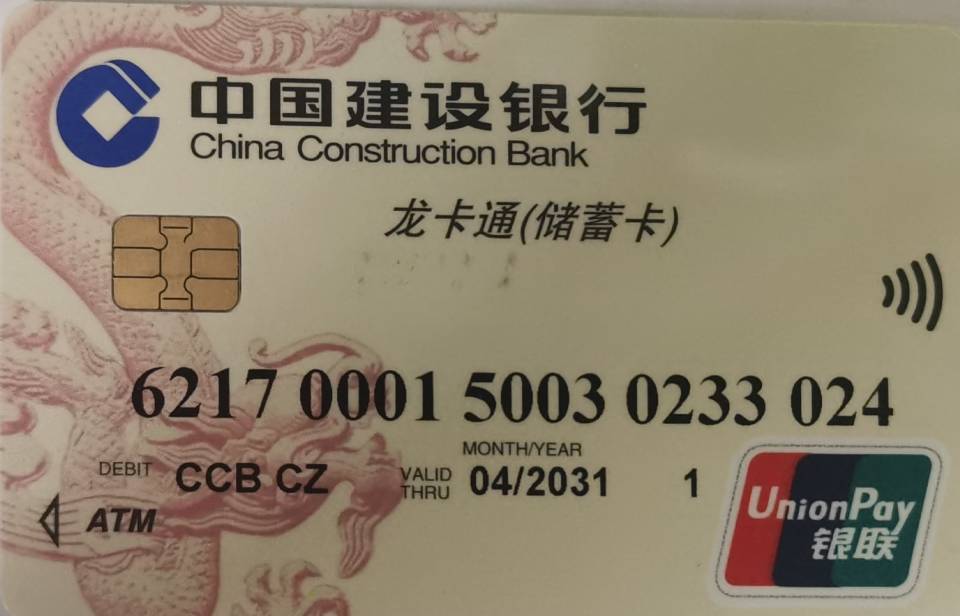 中国建设银行
China Construction Bank
龙卡通(储蓄卡)
6217 0001 5003 0233 024
MONTH/YEAR
DEBIT CCB CZ VALID THRU 04/2031 1
ATM
UnionPay
银联